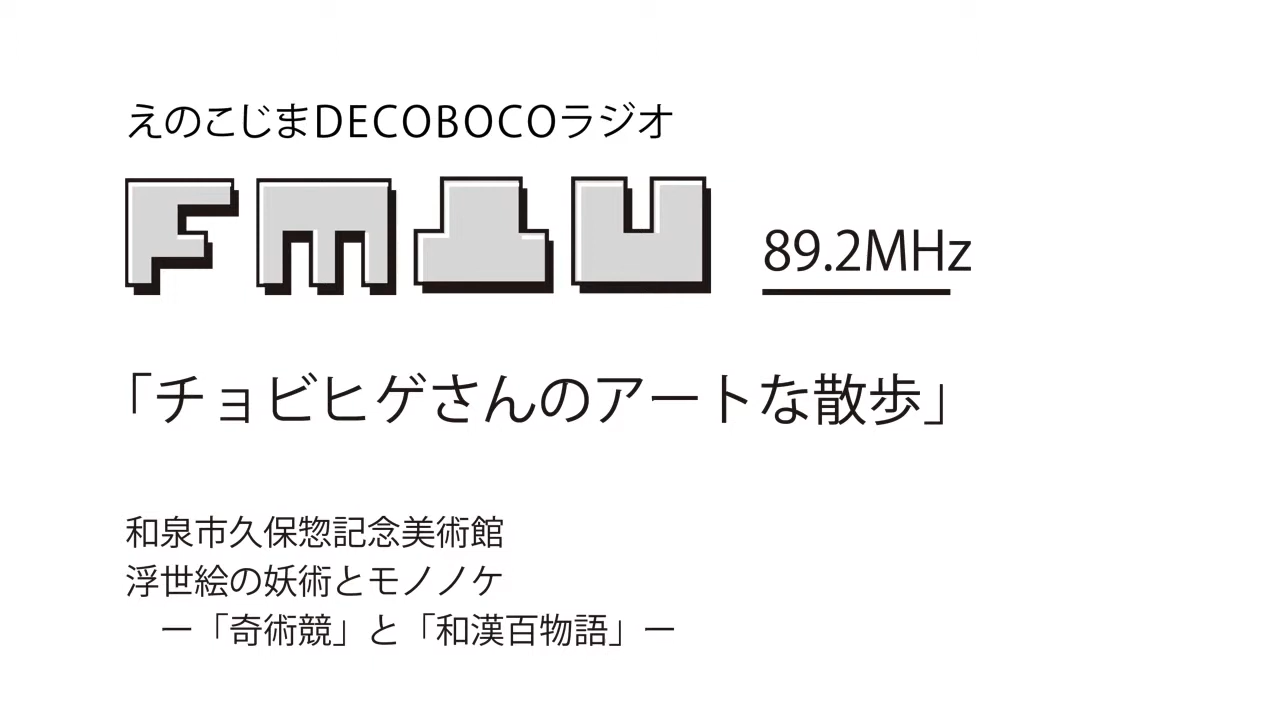 えのこじまDECOBOCOラジオ
FM凸凹 89.2MHz
「チョビヒゲさんのアートな散歩」
和泉市久保惣記念美術館
浮世絵の妖術とモノノケ
ー「奇術競」と「和漢百物語」ー